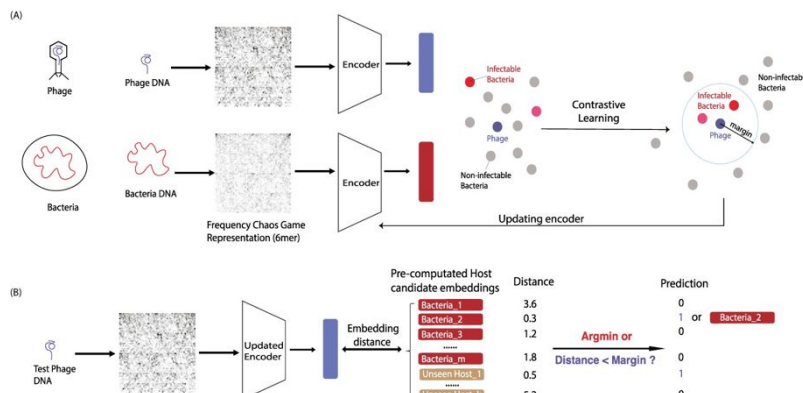 (A)
Phage
Phage DNA
Encoder
Infectable
Bacteria
Phage
Non-infectable
Bacteria
Contrastive
Learning
Non-infectab
Bacteria
Infectable
Bacteria
Phage
margin
Bacteria
Bacteria DNA
Encoder
Frequency Chaos Game
Representation (6mer)
Updating encoder
(B)
Test Phage
DNA
Updated
Encoder
Embedding
distance
Pre-computed Host
candidate embeddings
Distance
Prediction
Bacteria_1 3.6 0
Bacteria_2 0.3 1 or Bacteria_2
Bacteria_3 1.2 0
......
Bacteria_m 1.8 0
Unseen Host_1 0.5 1
......
Argmin or
Distance < Margin ?